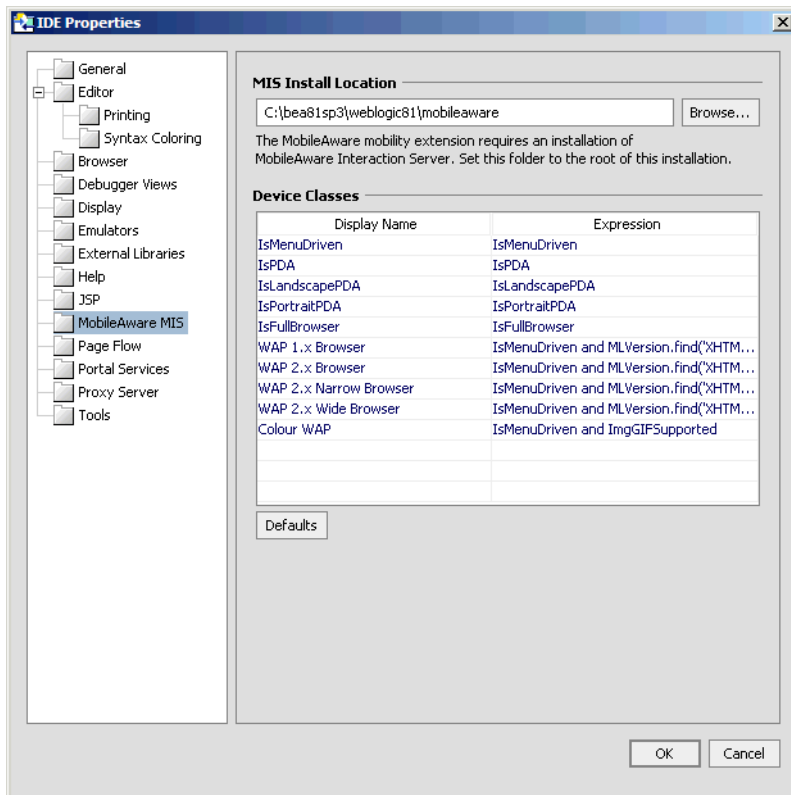 IDE Properties
General
Editor
Printing
Syntax Coloring
Browser
Debugger Views
Display
Emulators
External Libraries
Help
JSP
MobileAware MIS
Page Flow
Portal Services
Proxy Server
Tools
MIS Install Location
C:\bea81sp3\weblogic81\mobileaware
Browse...
The MobileAware mobility extension requires an installation of
MobileAware Interaction Server. Set this folder to the root of this installation.
Device Classes
Display Name Expression
IsMenuDriven IsMenuDriven
IsPDA IsPDA
IsLandscapePDA IsLandscapePDA
IsPortraitPDA IsPortraitPDA
IsFullBrowser IsFullBrowser
WAP 1.x Browser IsMenuDriven and MLVersion.find('XHTM...
WAP 2.x Browser IsMenuDriven and MLVersion.find('XHTM...
WAP 2.x Narrow Browser IsMenuDriven and MLVersion.find('XHTM...
WAP 2.x Wide Browser IsMenuDriven and MLVersion.find('XHTM...
Colour WAP IsMenuDriven and ImgGIFSupported
Defaults
OK Cancel